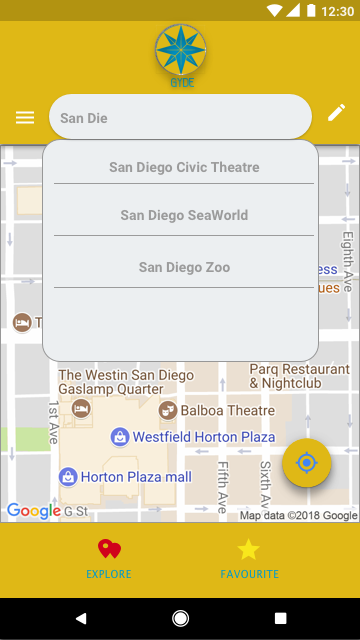 12:30
GYDE
San Die
San Diego Civic Theatre
San Diego SeaWorld
San Diego Zoo
Eighth Ave
ess
ues
T
The Westin San Diego
Gaslamp Quarter
Parq Restaurant
& Nightclub
1st Ave
Balboa Theatre
Westfield Horton Plaza
Horton Plaza mall
Fifth Ave
Sixth Av
Google
G St
Map data ©2018 Google
EXPLORE
FAVOURITE